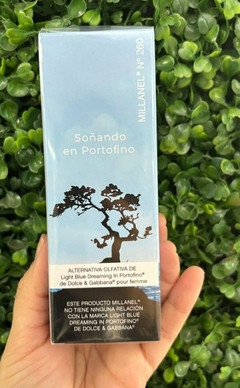 MILLANEL® Nº 260
Soñando
en Portofino
ALTERNATIVA OLFATIVA DE
Light Blue Dreaming In Portofino®
de Dolce & Gabbana® pour femme
ESTE PRODUCTO MILLANEL®
NO TIENE NINGUNA RELACIÓN
CON LA MARCA LIGHT BLUE
DREAMING IN PORTOFINO®
DE DOLCE & GABBANA®